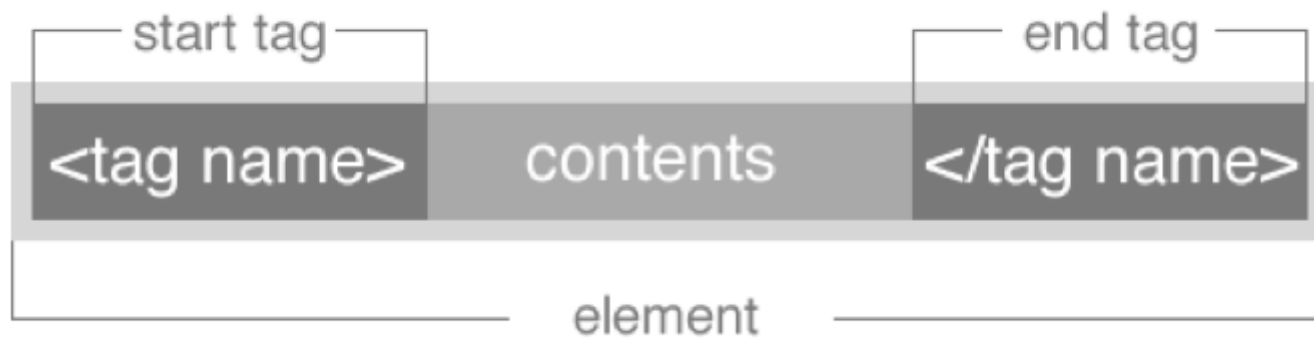 start tag end tag
<tag name> contents </tag name>
element